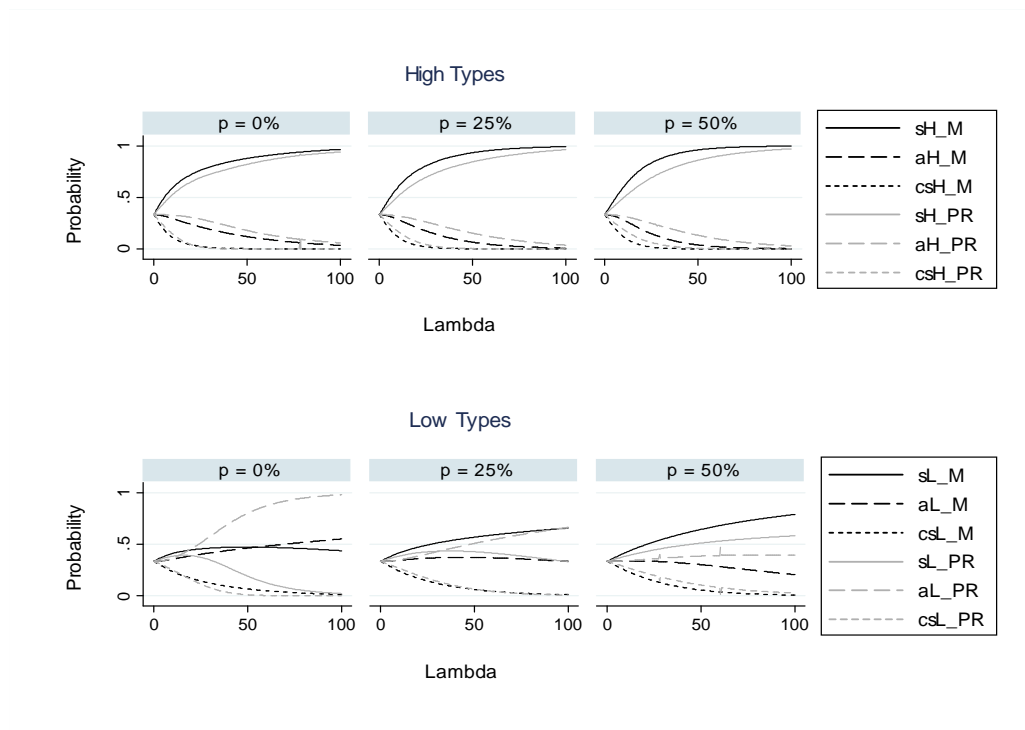 High Types
p = 0% p = 25% p = 50%
Probability
1
.5
0
0 50 100 0 50 100 0 50 100
Lambda
sH_M
aH_M
csH_M
sH_PR
aH_PR
csH_PR
Low Types
p = 0% p = 25% p = 50%
Probability
1
.5
0
0 50 100 0 50 100 0 50 100
Lambda
sL_M
aL_M
csL_M
sL_PR
aL_PR
csL_PR